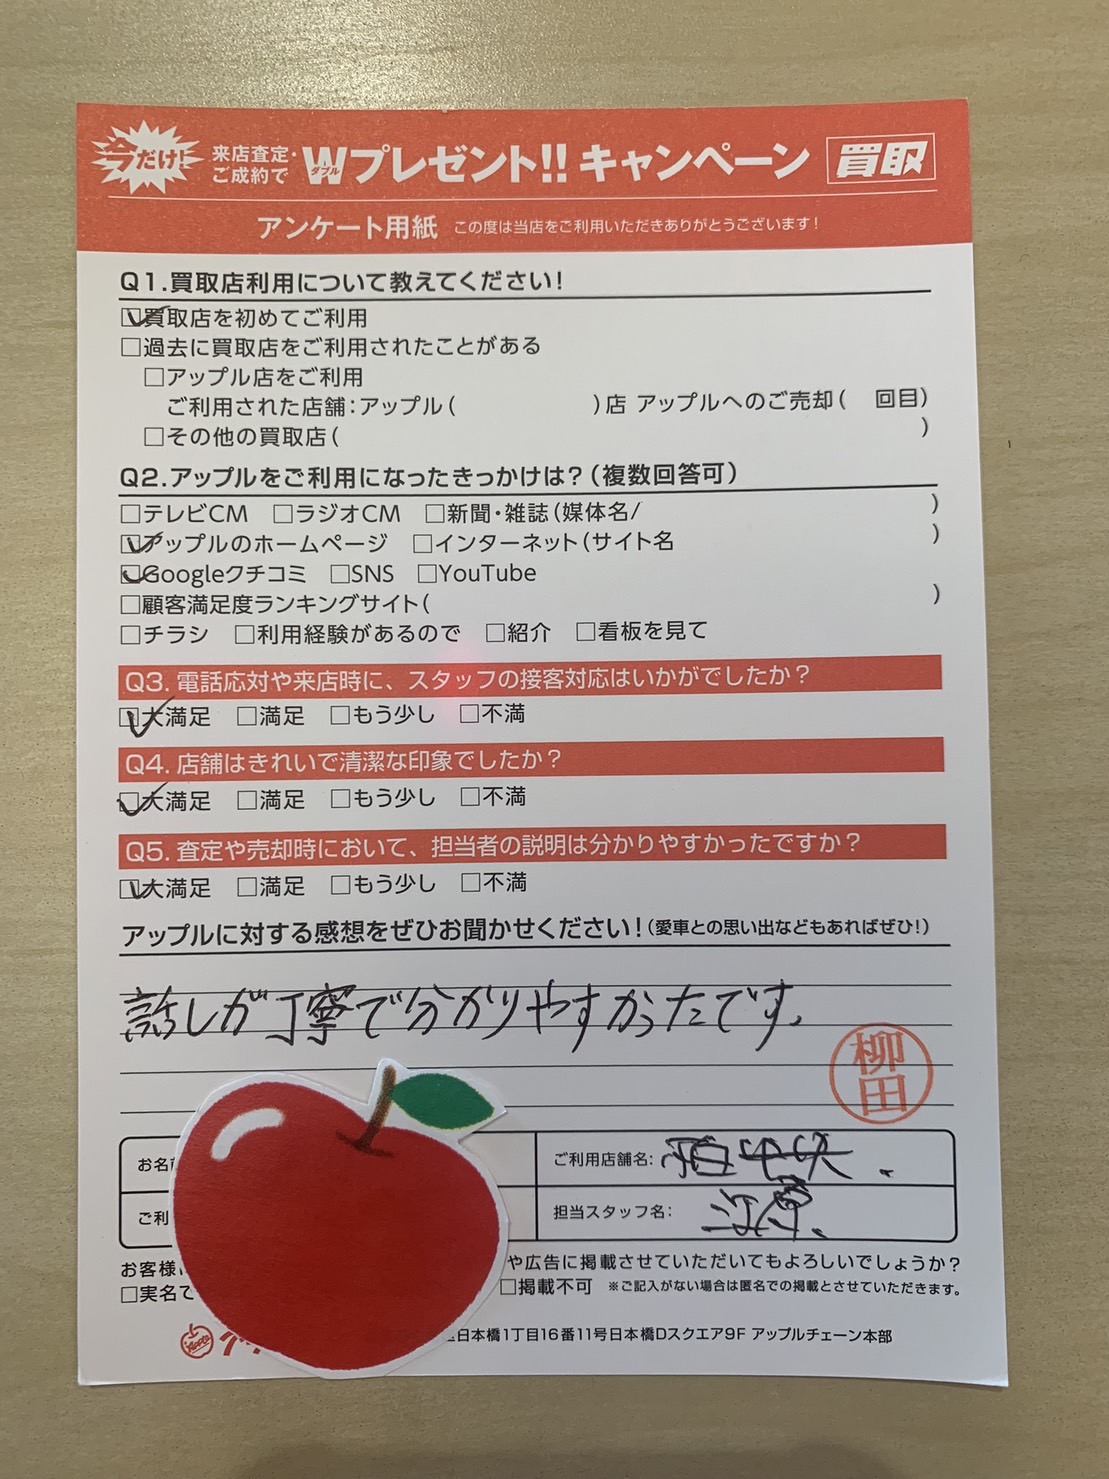 今だけ! 来店査定・ご成約で Wダブルプレゼント!! キャンペーン 買取
アンケート用紙 この度は当店をご利用いただきありがとうございます!
Q1.買取店利用について教えてください!
☑買取店を初めてご利用
□過去に買取店をご利用されたことがある
□アップル店をご利用
ご利用された店舗:アップル( )店 アップルへのご売却( 回目)
□その他の買取店( )
Q2.アップルをご利用になったきっかけは?(複数回答可)
□テレビCM □ラジオCM □新聞・雑誌(媒体名/ )
☑アップルのホームページ □インターネット(サイト名 )
☑Googleクチコミ □SNS □YouTube
□顧客満足度ランキングサイト( )
□チラシ □利用経験があるので □紹介 □看板を見て
Q3. 電話応対や来店時に、スタッフの接客対応はいかがでしたか?
☑大満足 □満足 □もう少し □不満
Q4. 店舗はきれいで清潔な印象でしたか?
☑大満足 □満足 □もう少し □不満
Q5. 査定や売却時において、担当者の説明は分かりやすかったですか?
☑大満足 □満足 □もう少し □不満
アップルに対する感想をぜひお聞かせください!(愛車との思い出などもあればぜひ!)
話しが丁寧で分かりやすかったです。
柳田
お名前 ご利用店舗名: 柏中央.
ご利 担当スタッフ名: 江原.
お客様 や広告に掲載させていただいてもよろしいでしょうか?
□実名で □掲載不可 ※ご記入がない場合は匿名での掲載とさせていただきます。
日本橋1丁目16番11号日本橋Dスクエア9F アップルチェーン本部